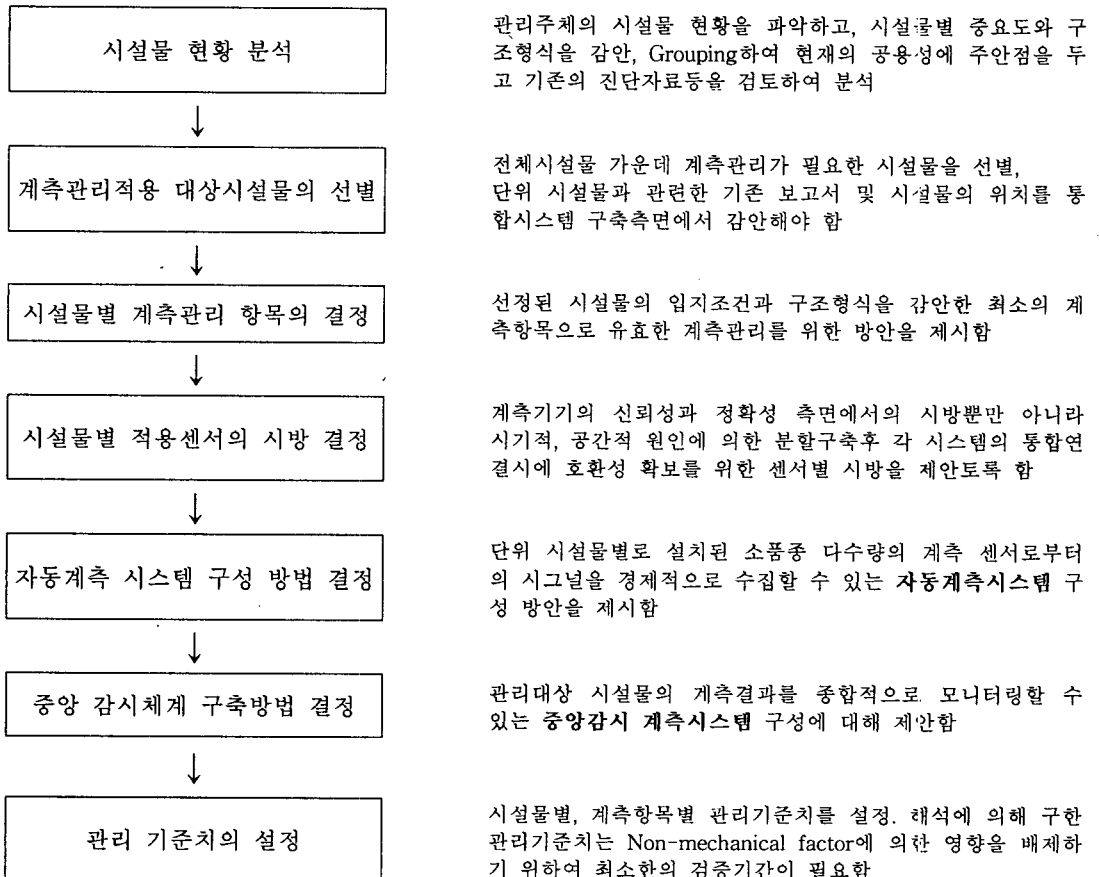 시설물 현황 분석
관리주체의 시설물 현황을 파악하고, 시설물별 중요도와 구
조형식을 감안, Grouping하여 현재의 공용성에 주안점을 두
고 기존의 진단자료등을 검토하여 분석
↓
계측관리적용 대상시설물의 선별
전체시설물 가운데 계측관리가 필요한 시설물을 선별,
단위 시설물과 관련한 기존 보고서 및 시설물의 위치를 통
합시스템 구축측면에서 감안해야 함
↓
시설물별 계측관리 항목의 결정
선정된 시설물의 입지조건과 구조형식을 감안한 최소의 계
측항목으로 유효한 계측관리를 위한 방안을 제시함
↓
시설물별 적용센서의 시방 결정
계측기기의 신뢰성과 정확성 측면에서의 시방뿐만 아니라
시기적, 공간적 원인에 의한 분할구축후 각 시스템의 통합연
결시에 호환성 확보를 위한 센서별 시방을 제안토록 함
↓
자동계측 시스템 구성 방법 결정
단위 시설물별로 설치된 소품종 다수량의 계측 센서로부터
의 시그널을 경제적으로 수집할 수 있는 자동계측시스템 구
성 방안을 제시함
↓
중앙 감시체계 구축방법 결정
관리대상 시설물의 계측결과를 종합적으로 모니터링할 수
있는 중앙감시 계측시스템 구성에 대해 제안함
↓
관리 기준치의 설정
시설물별, 계측항목별 관리기준치를 설정. 해석에 의해 구한
관리기준치는 Non-mechanical factor에 의한 영향을 배제하
기 위하여 최소한의 검증기간이 필요함